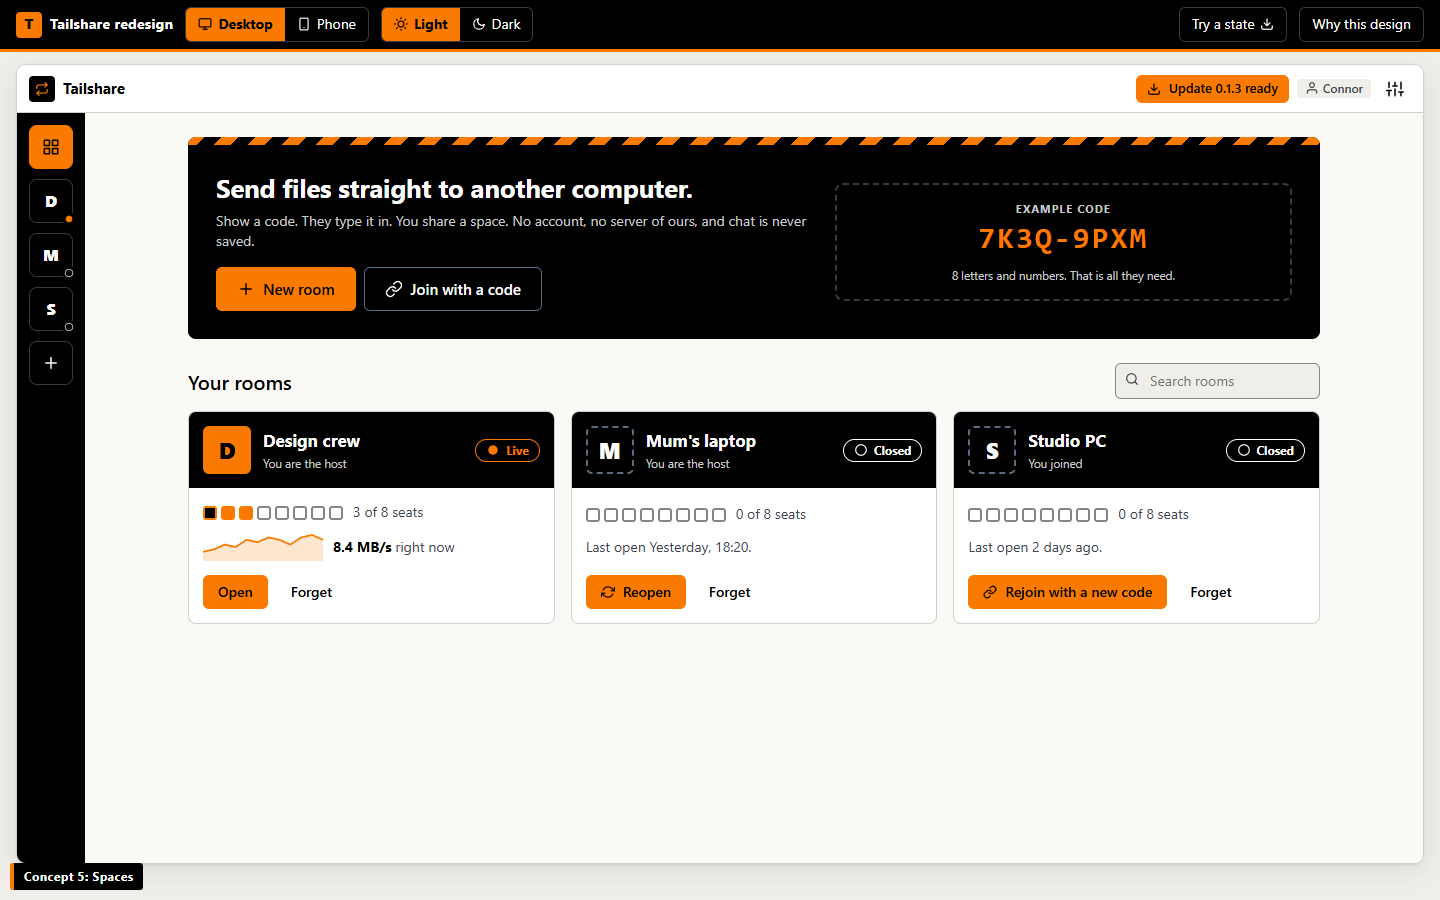 T Tailshare redesign Desktop Phone Light Dark Try a state Why this design
Tailshare Update 0.1.3 ready Connor
D
M
S
Send files straight to another computer.
Show a code. They type it in. You share a space. No account, no server of ours, and chat is never
saved.
New room Join with a code
EXAMPLE CODE
7K3Q-9PXM
8 letters and numbers. That is all they need.
Your rooms
Search rooms
D Design crew
You are the host
Live
3 of 8 seats
8.4 MB/s right now
Open Forget
M Mum's laptop
You are the host
Closed
0 of 8 seats
Last open Yesterday, 18:20.
Reopen Forget
S Studio PC
You joined
Closed
0 of 8 seats
Last open 2 days ago.
Rejoin with a new code Forget
Concept 5: Spaces